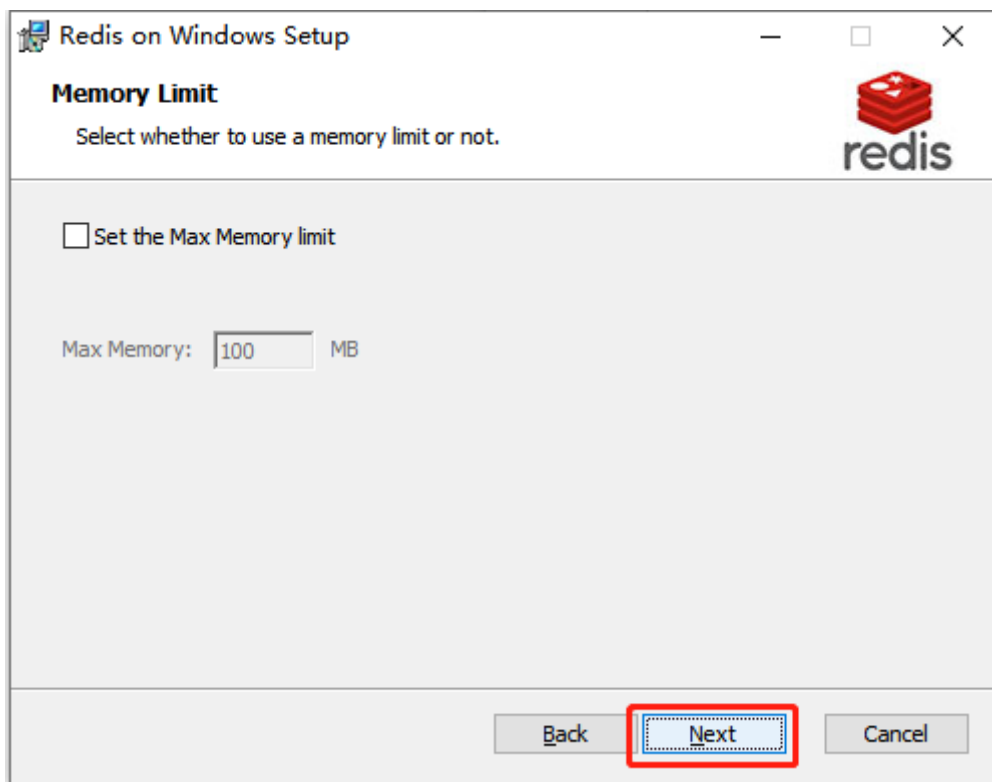 Redis on Windows Setup
Memory Limit
Select whether to use a memory limit or not.
redis
Set the Max Memory limit
Max Memory: 100 MB
Back Next Cancel